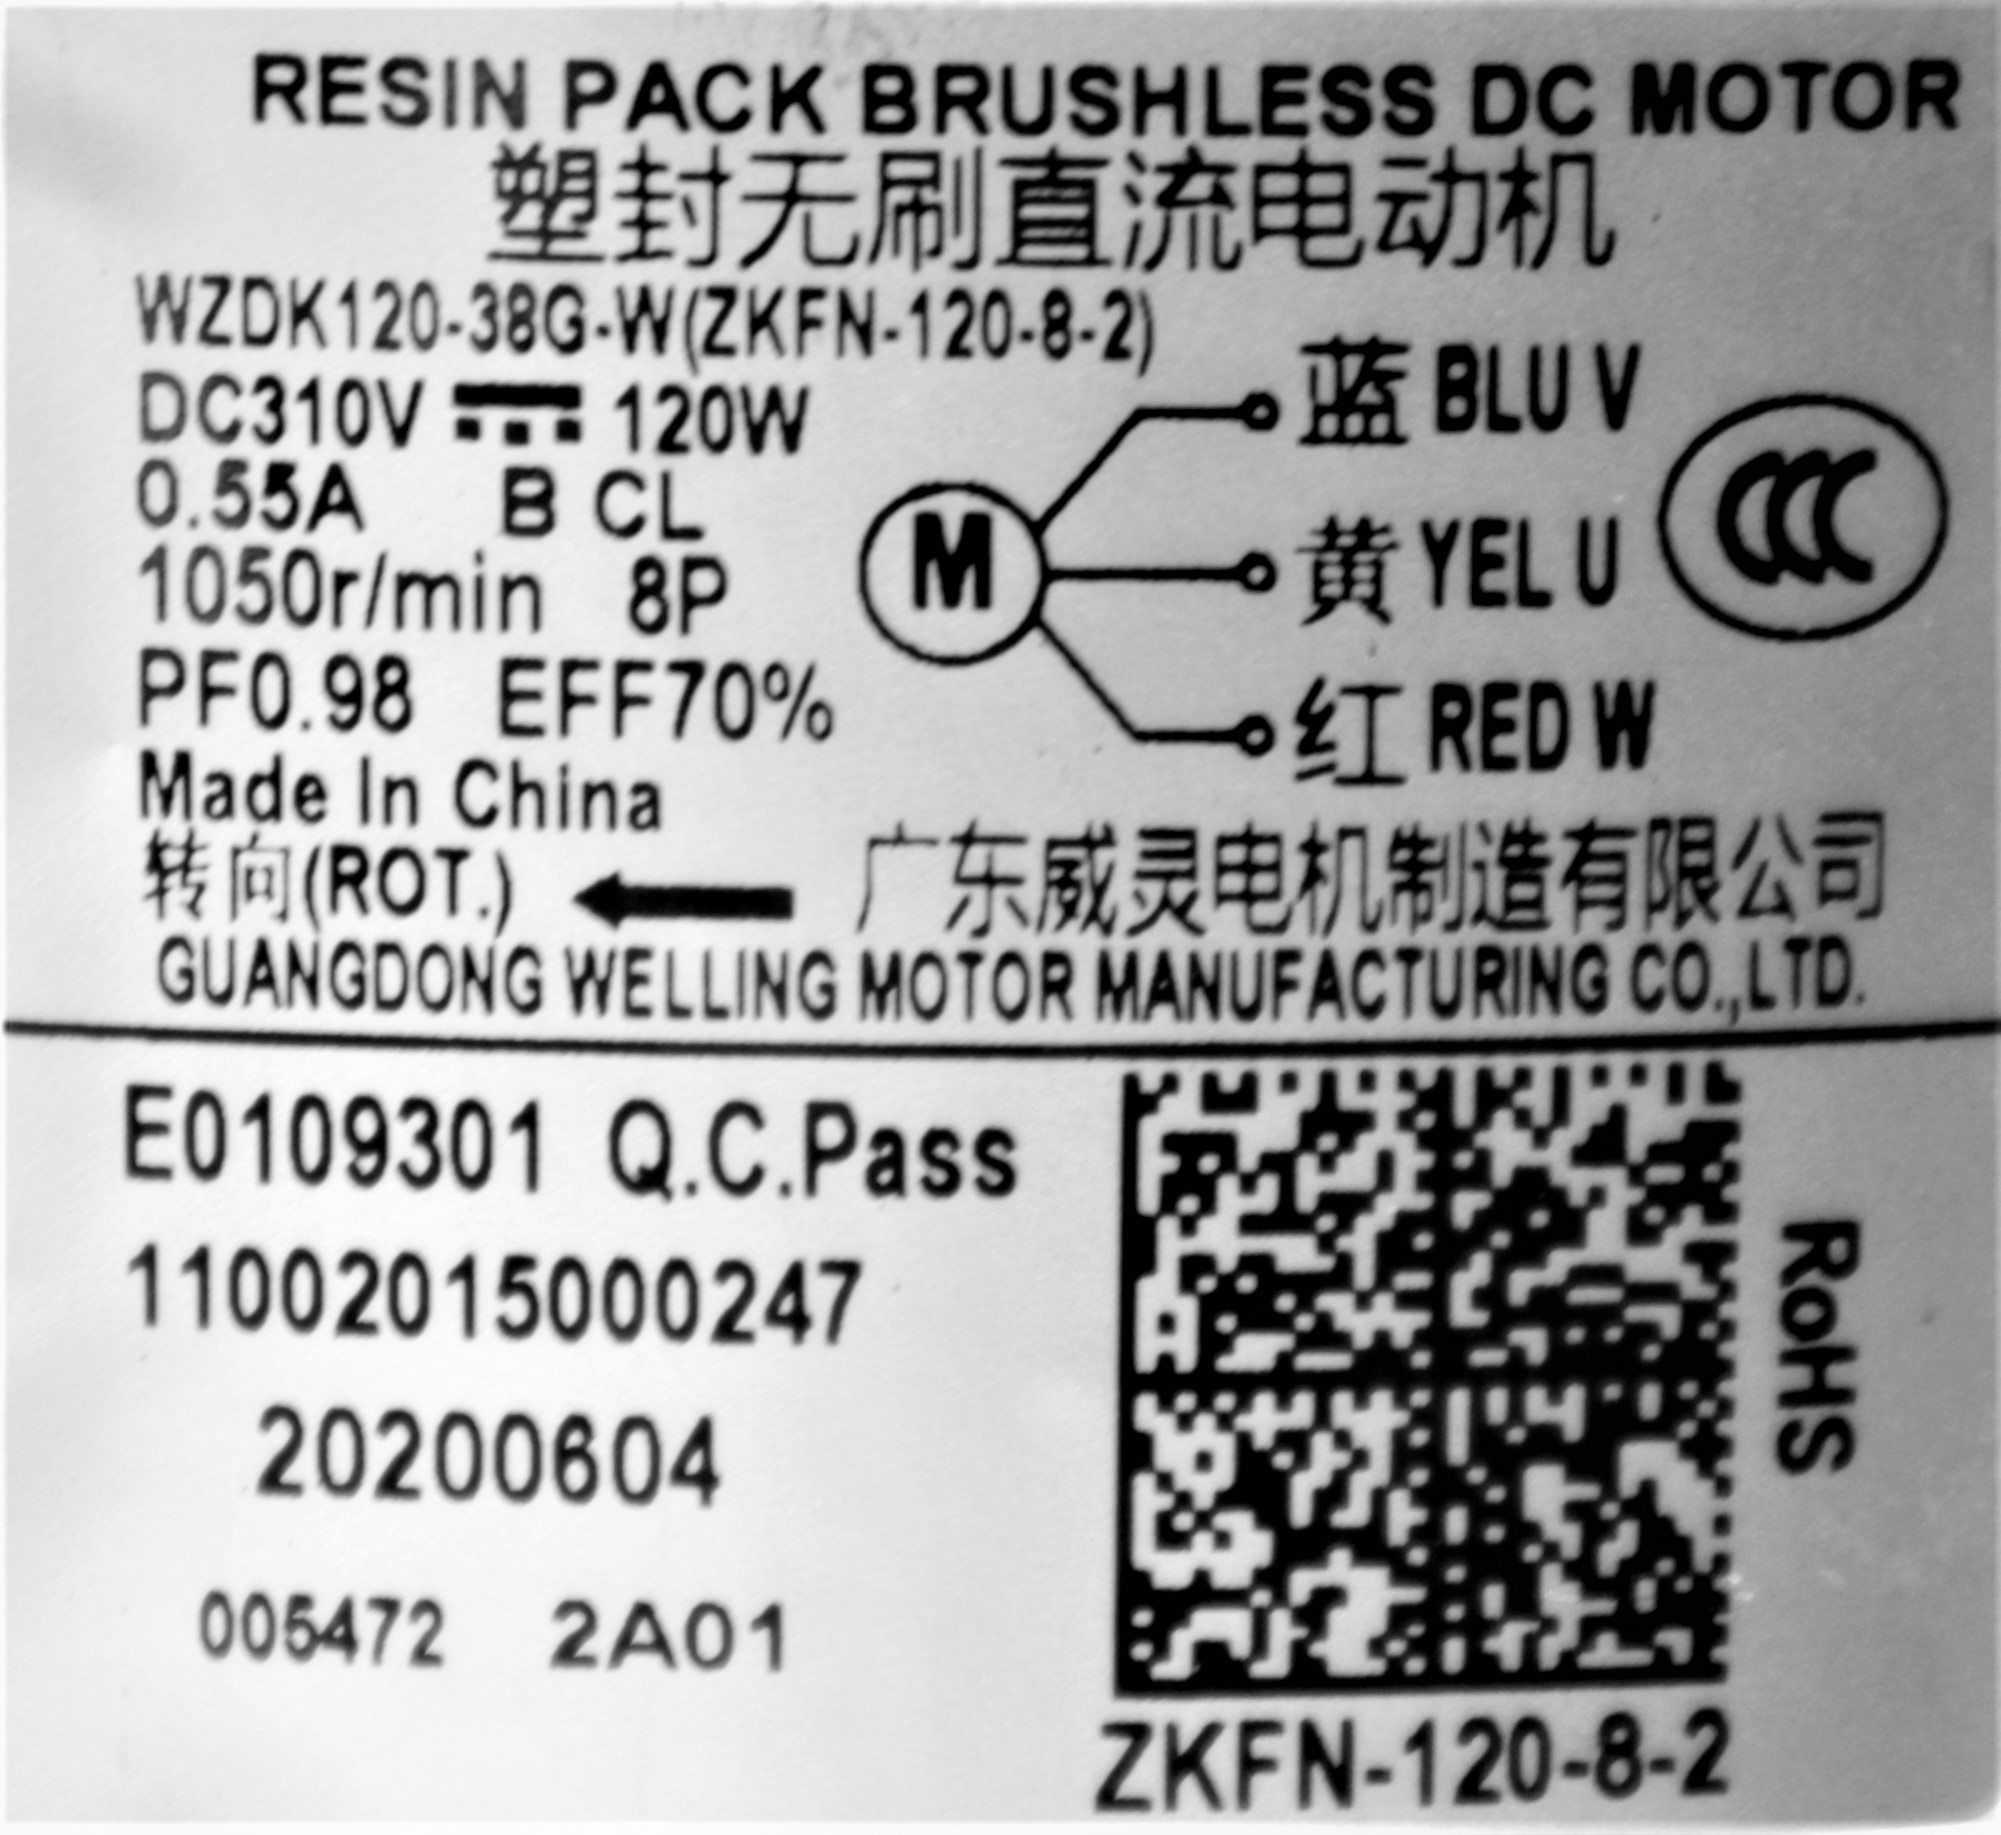 RESIN PACK BRUSHLESS DC MOTOR
塑封无刷直流电动机
WZDK120-38G-W(ZKFN-120-8-2)
DC310V 120W
0.55A B CL
1050r/min 8P
PF0.98 EFF70%
Made In China
转向(ROT.)
M
蓝 BLU V
黄 YEL U
红 RED W
CCC
广东威灵电机制造有限公司
GUANGDONG WELLING MOTOR MANUFACTURING CO.,LTD.
E0109301 Q.C.Pass
11002015000247
20200604
005472 2A01
RoHS
ZKFN-120-8-2